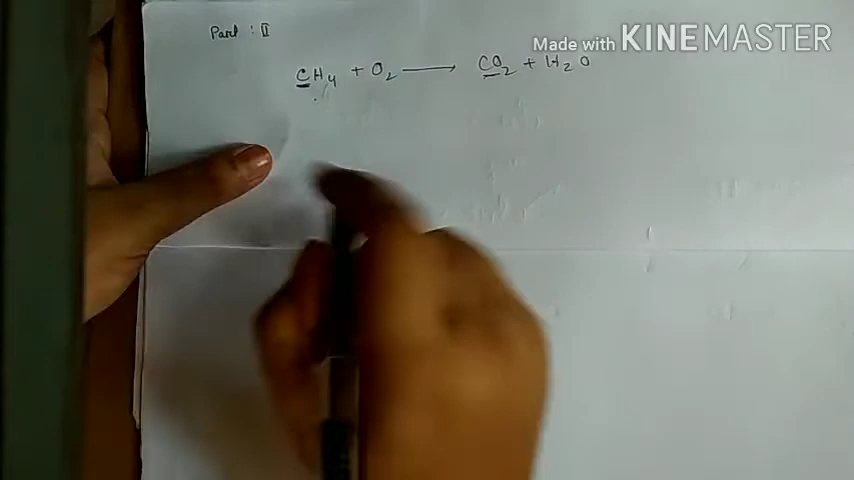 Made with KINEMASTER
Part : II
CH4 + O2 ⟶ CO2 + H2O